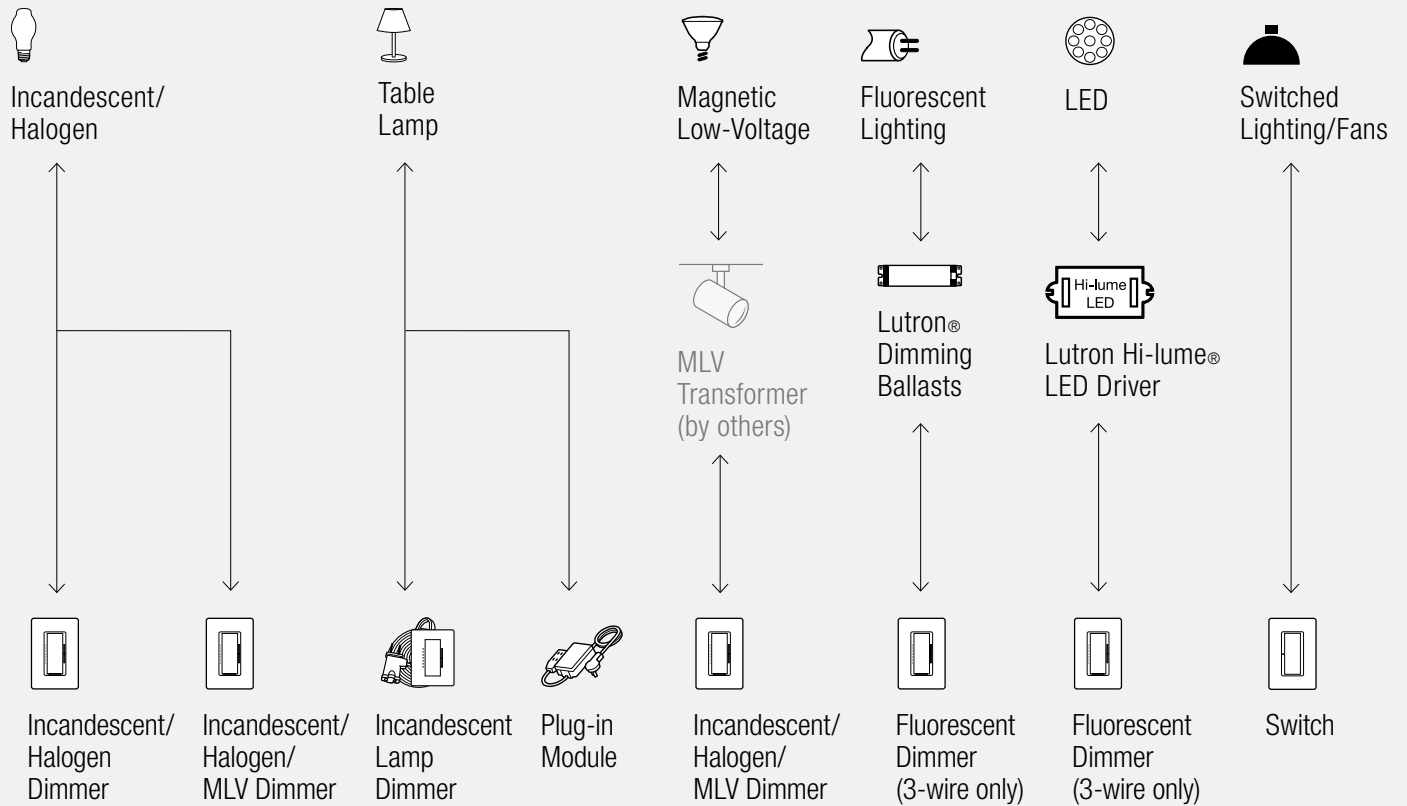 Incandescent/
Halogen
Table
Lamp
Magnetic
Low-Voltage
Fluorescent
Lighting
LED
Switched
Lighting/Fans
MLV
Transformer
(by others)
Lutron®
Dimming
Ballasts
Hi-lume
LED
Lutron Hi-lume®
LED Driver
Incandescent/
Halogen
Dimmer
Incandescent/
Halogen/
MLV Dimmer
Incandescent
Lamp
Dimmer
Plug-in
Module
Incandescent/
Halogen/
MLV Dimmer
Fluorescent
Dimmer
(3-wire only)
Fluorescent
Dimmer
(3-wire only)
Switch